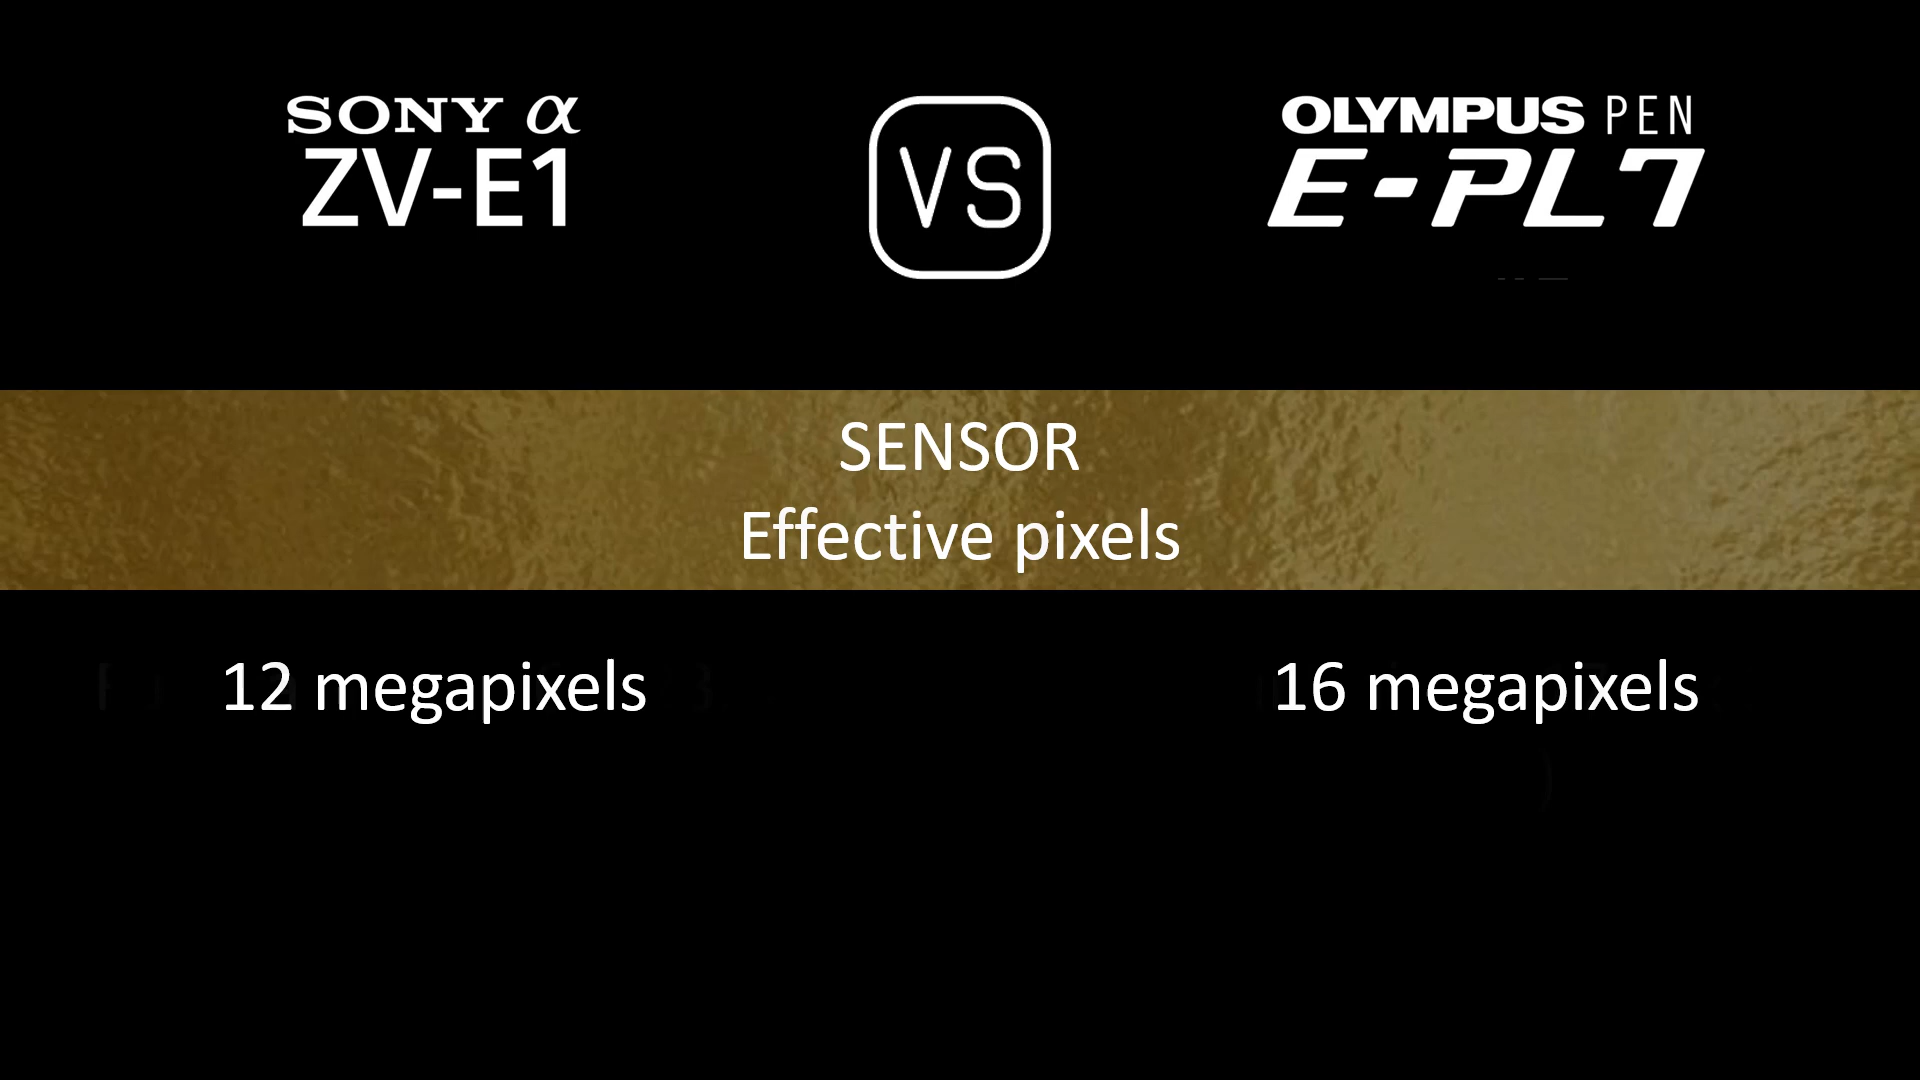 SONY α
ZV-E1
VS
OLYMPUS PEN
E-PL7
SENSOR
Effective pixels
12 megapixels
16 megapixels